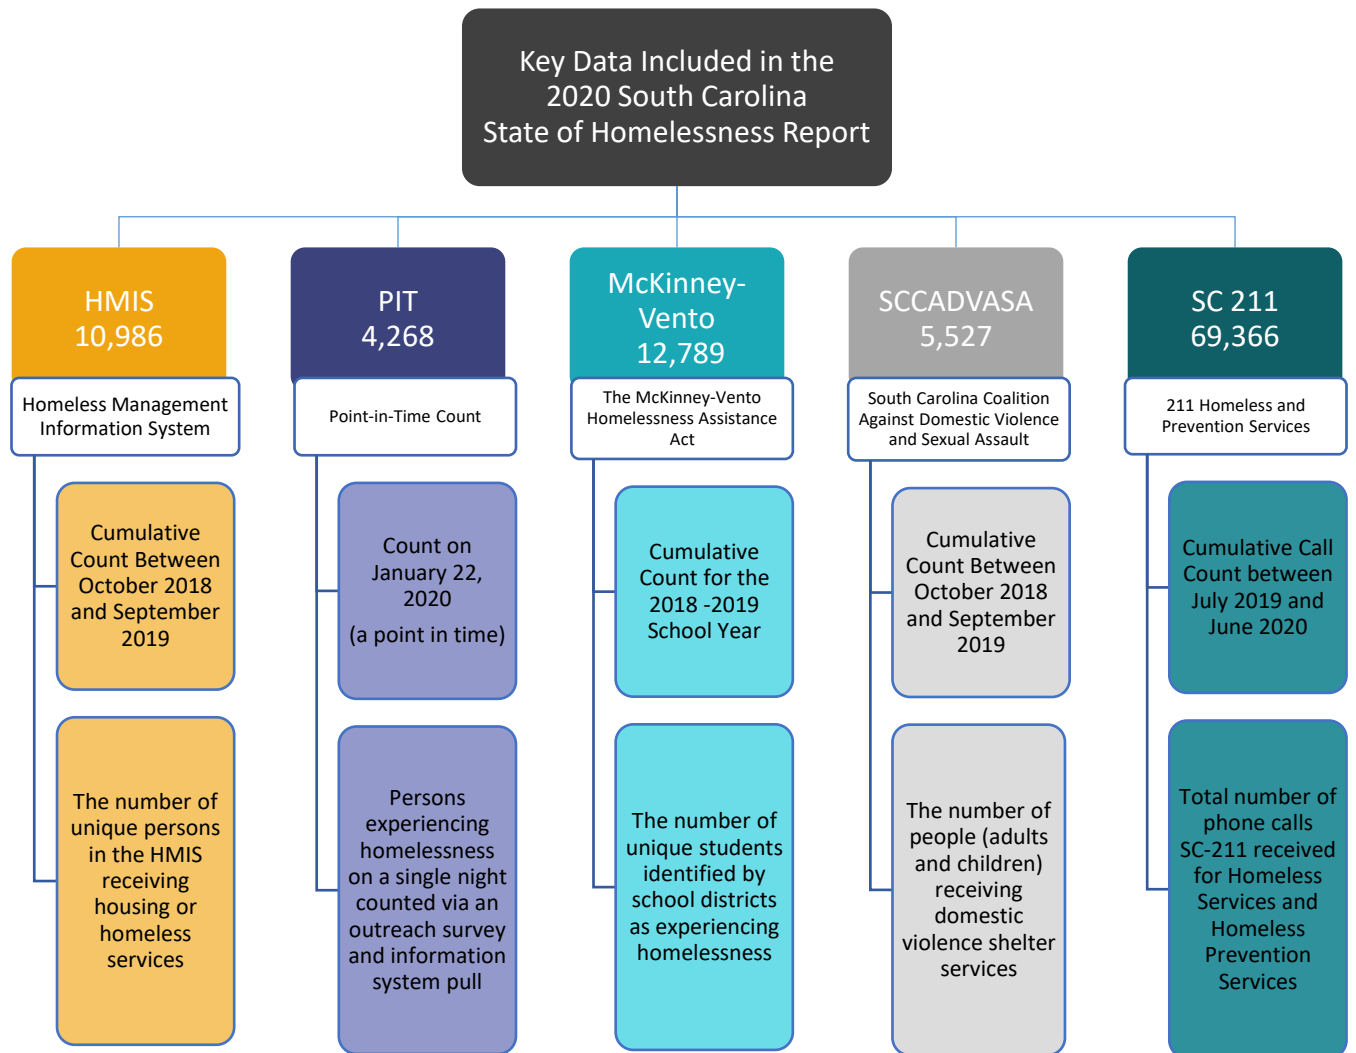 Key Data Included in the
2020 South Carolina
State of Homelessness Report
HMIS
10,986
Homeless Management
Information System
Cumulative
Count Between
October 2018
and September
2019
The number of
unique persons
in the HMIS
receiving
housing or
homeless
services
PIT
4,268
Point-in-Time Count
Count on
January 22,
2020
(a point in time)
Persons
experiencing
homelessness
on a single night
counted via an
outreach survey
and information
system pull
McKinney-
Vento
12,789
The McKinney-Vento
Homelessness Assistance
Act
Cumulative
Count for the
2018 -2019
School Year
The number of
unique students
identified by
school districts
as experiencing
homelessness
SCCADVASA
5,527
South Carolina Coalition
Against Domestic Violence
and Sexual Assault
Cumulative
Count Between
October 2018
and September
2019
The number of
people (adults
and children)
receiving
domestic
violence shelter
services
SC 211
69,366
211 Homeless and
Prevention Services
Cumulative Call
Count between
July 2019 and
June 2020
Total number of
phone calls
SC-211 received
for Homeless
Services and
Homeless
Prevention
Services